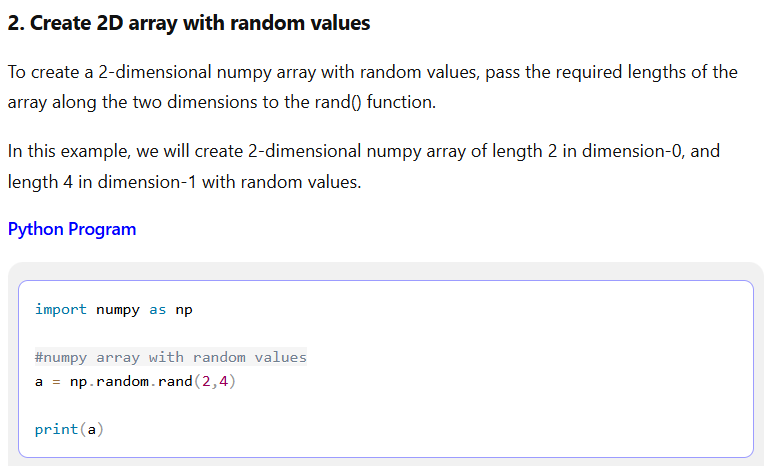 2. Create 2D array with random values
To create a 2-dimensional numpy array with random values, pass the required lengths of the
array along the two dimensions to the rand() function.
In this example, we will create 2-dimensional numpy array of length 2 in dimension-0, and
length 4 in dimension-1 with random values.
Python Program
import numpy as np
#numpy array with random values
a = np.random.rand(2,4)
print(a)